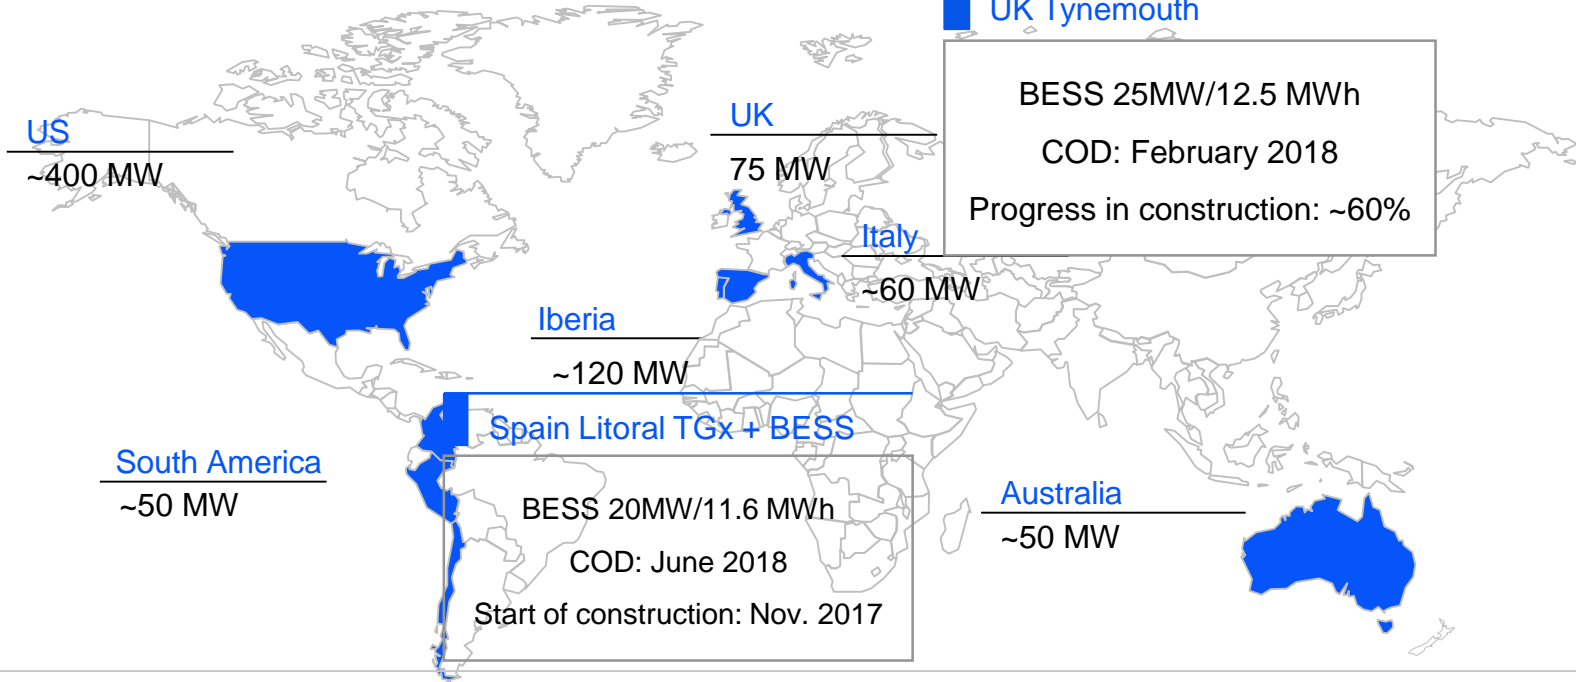 UK Tynemouth
BESS 25MW/12.5 MWh
COD: February 2018
Progress in construction: ~60%
US
~400 MW
UK
75 MW
Italy
~60 MW
7
Iberia
~120 MW
Spain Litoral TGx + BESS
BESS 20MW/11.6 MWh
COD: June 2018
Start of construction: Nov. 2017
South America
~50 MW
Australia
~50 MW